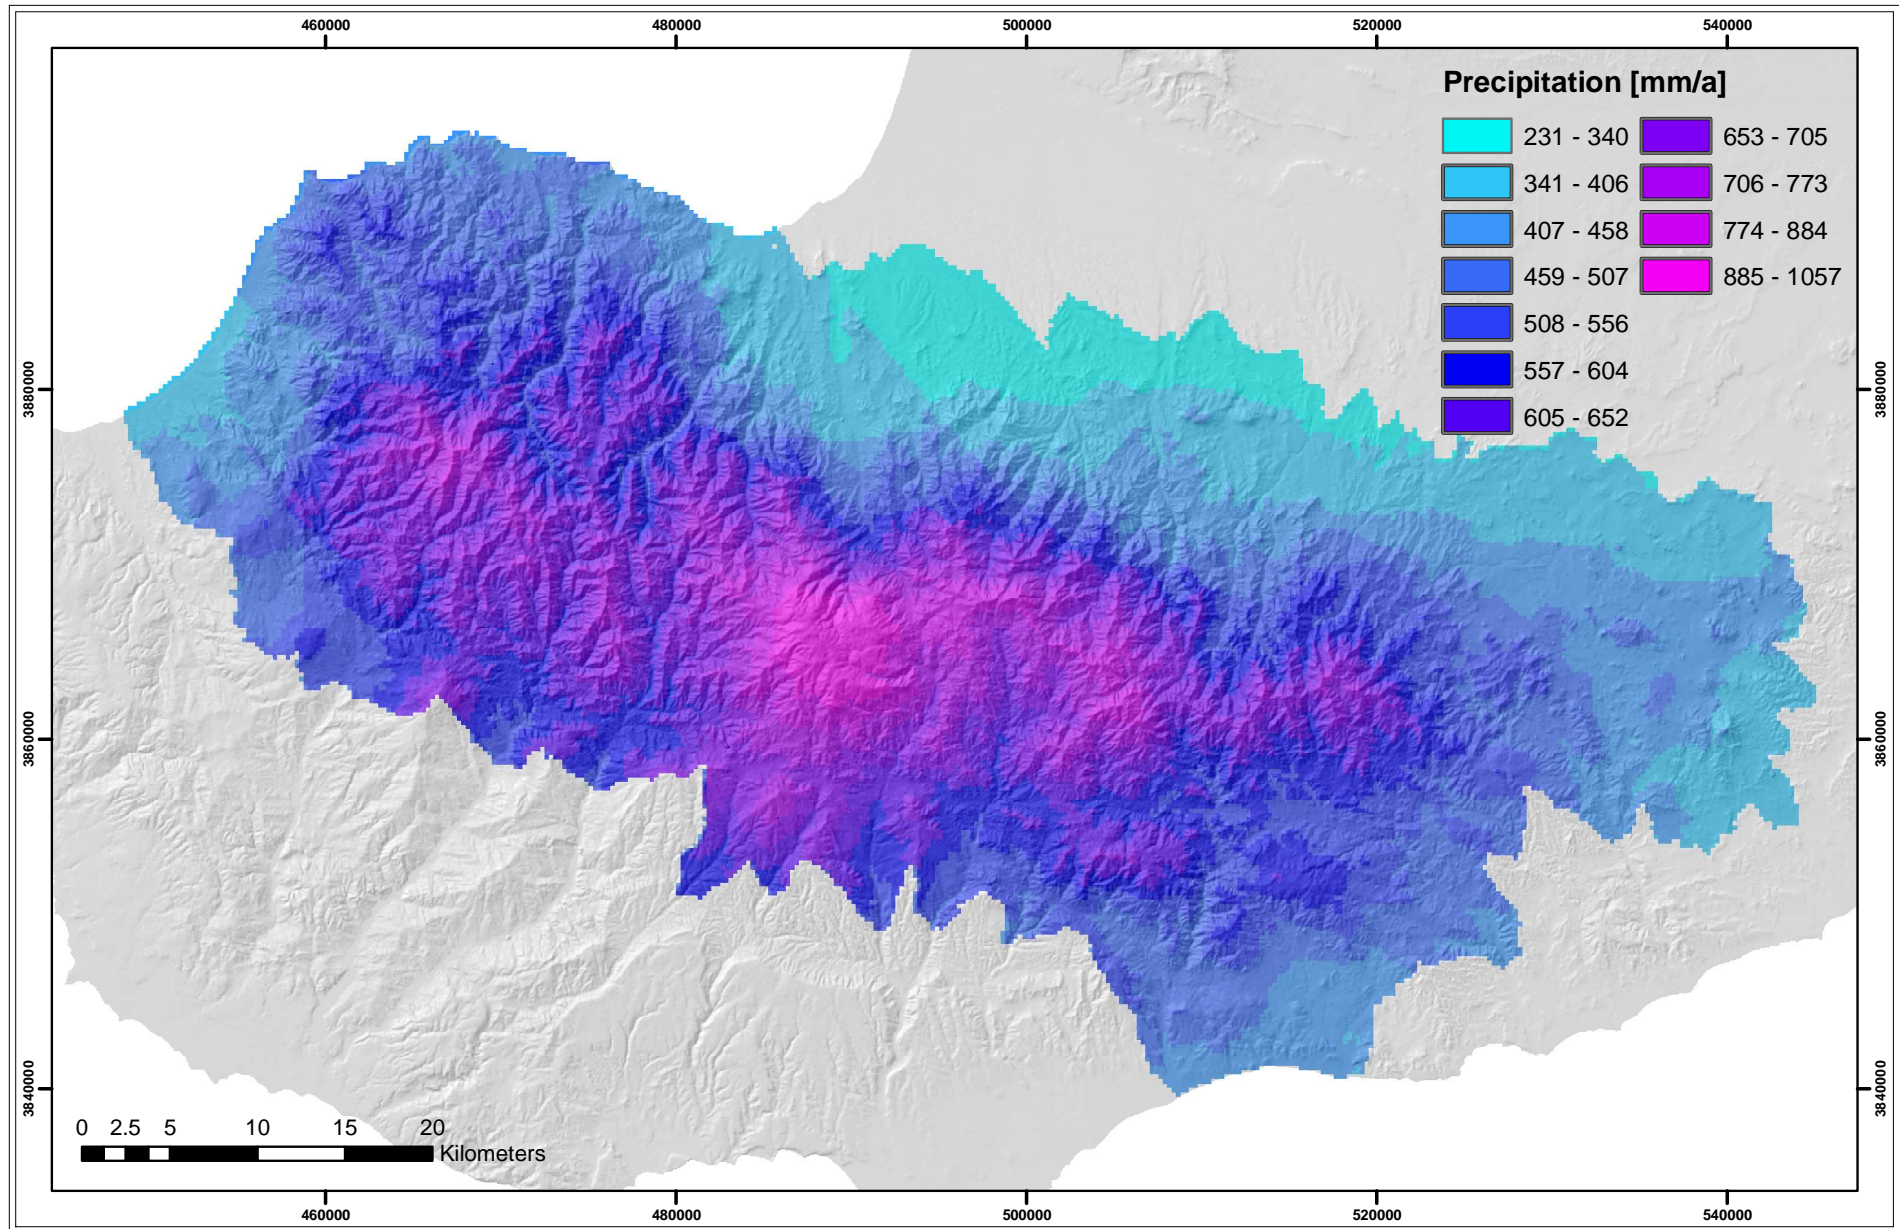 460000 480000 500000 520000 540000
Precipitation [mm/a]
231 - 340 653 - 705
341 - 406 706 - 773
407 - 458 774 - 884
459 - 507 885 - 1057
508 - 556
557 - 604
605 - 652
3880000 3880000
3860000 3860000
3840000 3840000
0 2.5 5 10 15 20
Kilometers
460000 480000 500000 520000 540000